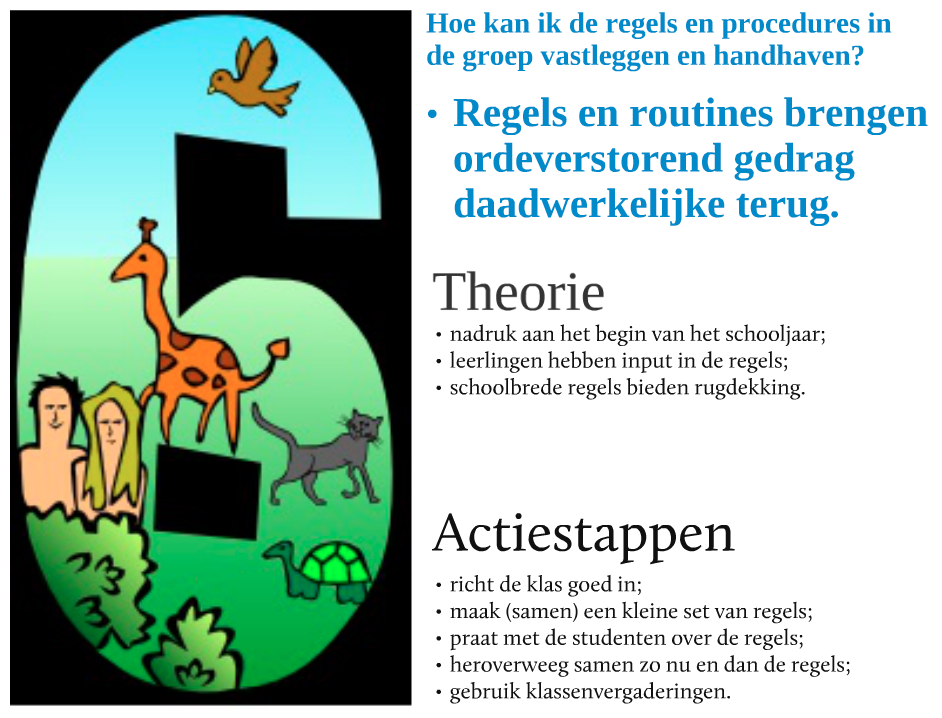 Hoe kan ik de regels en procedures in
de groep vastleggen en handhaven?
• Regels en routines brengen
ordeverstorend gedrag
daadwerkelijke terug.
Theorie
• nadruk aan het begin van het schooljaar;
• leerlingen hebben input in de regels;
• schoolbrede regels bieden rugdekking.
Actiestappen
• richt de klas goed in;
• maak (samen) een kleine set van regels;
• praat met de studenten over de regels;
• heroverweeg samen zo nu en dan de regels;
• gebruik klassenvergaderingen.